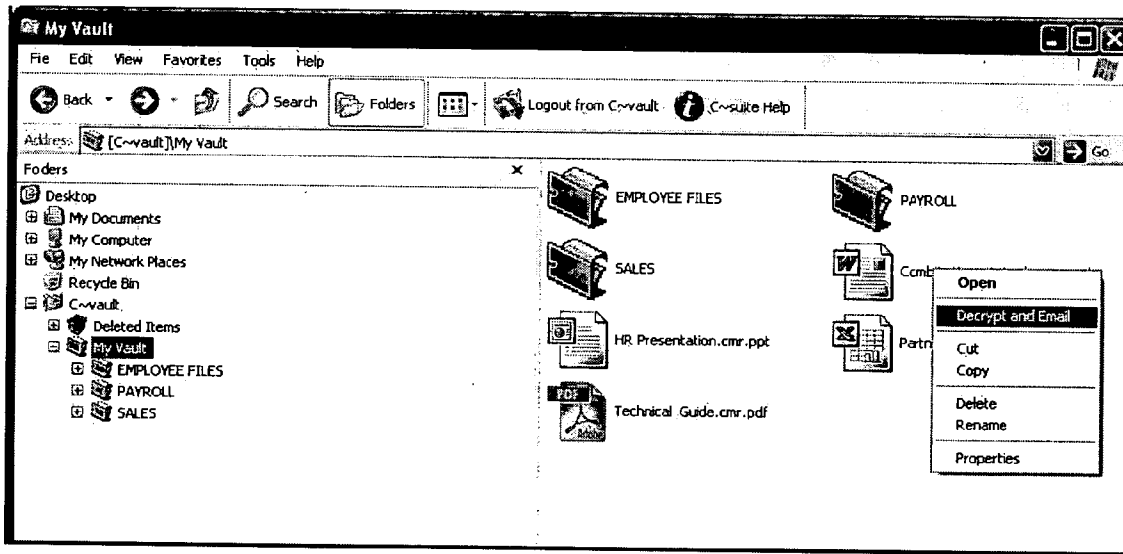 My Vault
Fie Edit View Favorites Tools Help
Back Search Folders Logout from C~vault C~suite Help
Address [C~vault]\My Vault Go
Foders
Desktop
My Documents
My Computer
My Network Places
Recycle Bin
C~vault
Deleted Items
My Vault
EMPLOYEE FILES
PAYROLL
SALES
EMPLOYEE FILES
PAYROLL
SALES
HR Presentation.cmr.ppt
Technical Guide.cmr.pdf
PDF
Adobe
Open
Decrypt and Email
Cut
Copy
Delete
Rename
Properties